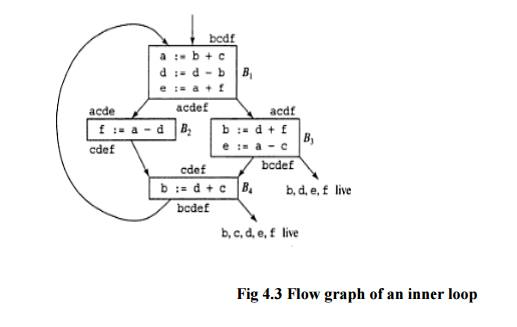 bcdf
a := b + c
d := d - b B₁
e := a + f
acde acdef acdf
f := a - d B₂ b := d + f
e := a - c B₃
cdef cdef bcdef
b := d + c B₄ b, d, e, f live
bcdef
b, c, d, e, f live
Fig 4.3 Flow graph of an inner loop